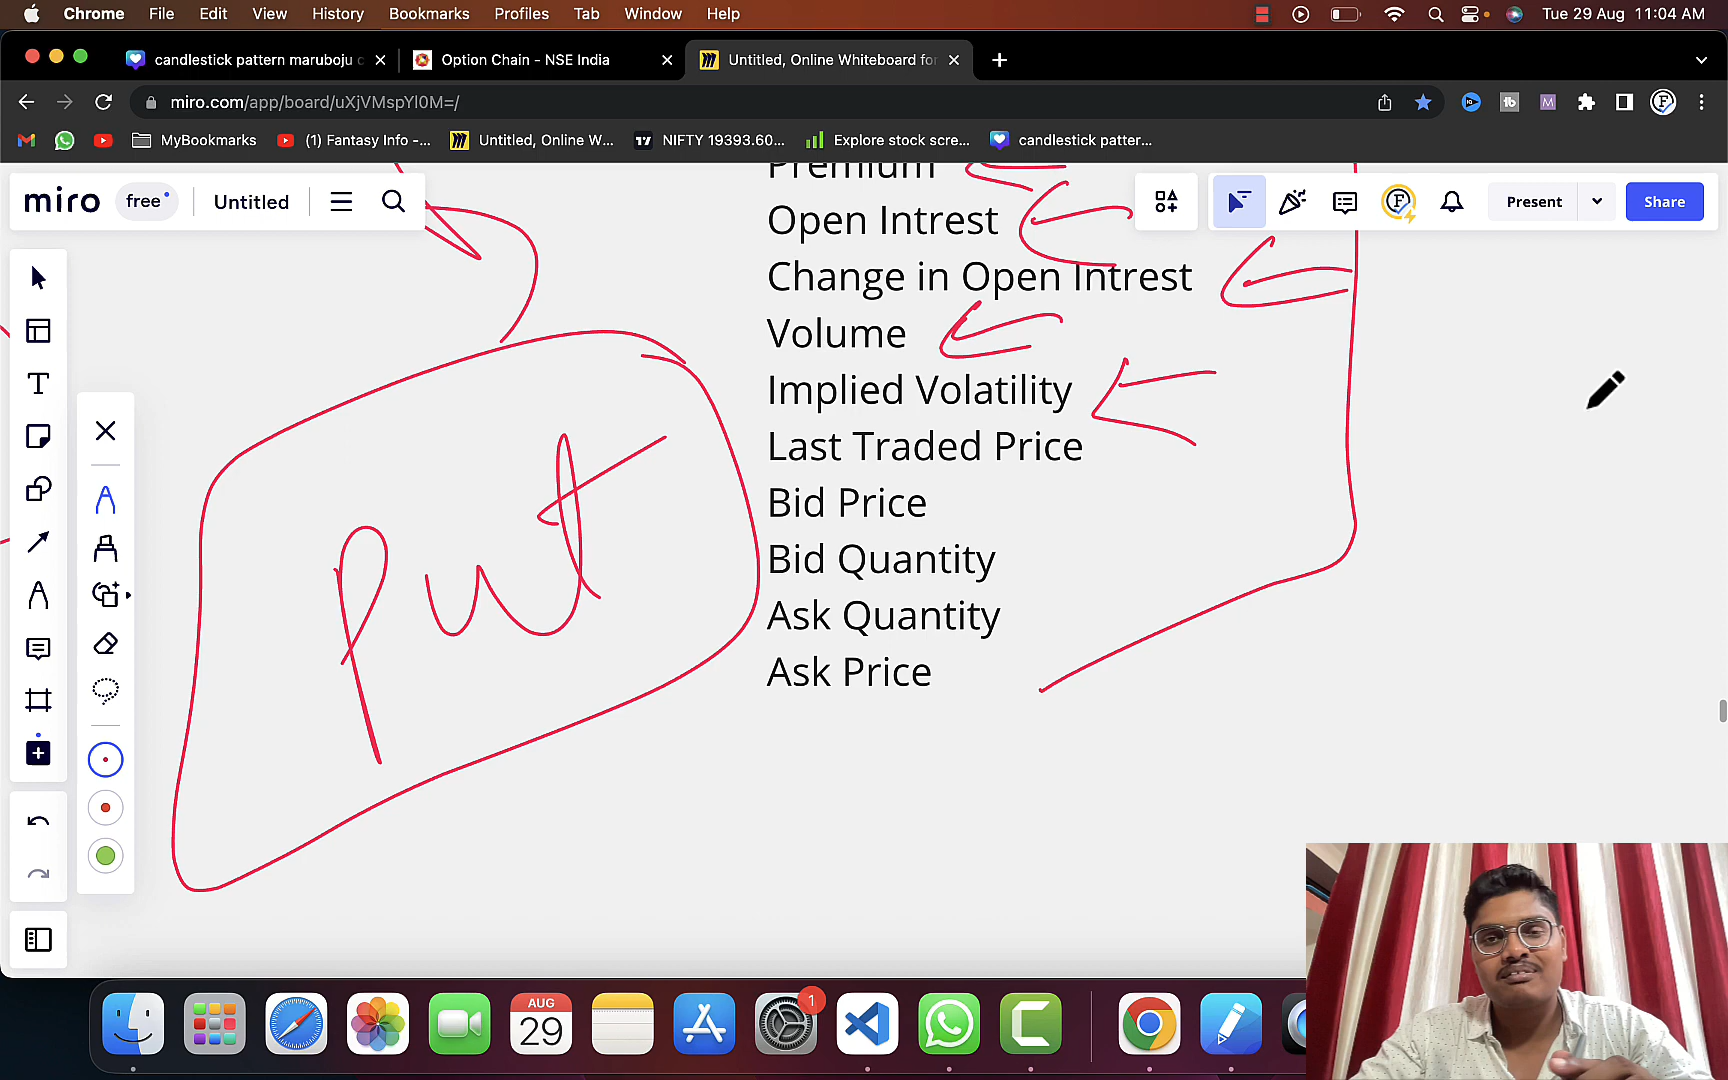 Chrome File Edit View History Bookmarks Profiles Tab Window Help Tue 29 Aug 11:04 AM
candlestick pattern maruboju c Option Chain - NSE India Untitled, Online Whiteboard for
miro.com/app/board/uXjVMspYI0M=/
MyBookmarks (1) Fantasy Info -... Untitled, Online W... NIFTY 19393.60... Explore stock scre... candlestick patter...
miro free Untitled Present Share
Premium
Open Intrest
Change in Open Intrest
Volume
Implied Volatility
Last Traded Price
Bid Price
Bid Quantity
Ask Quantity
Ask Price
put
AUG
29
1